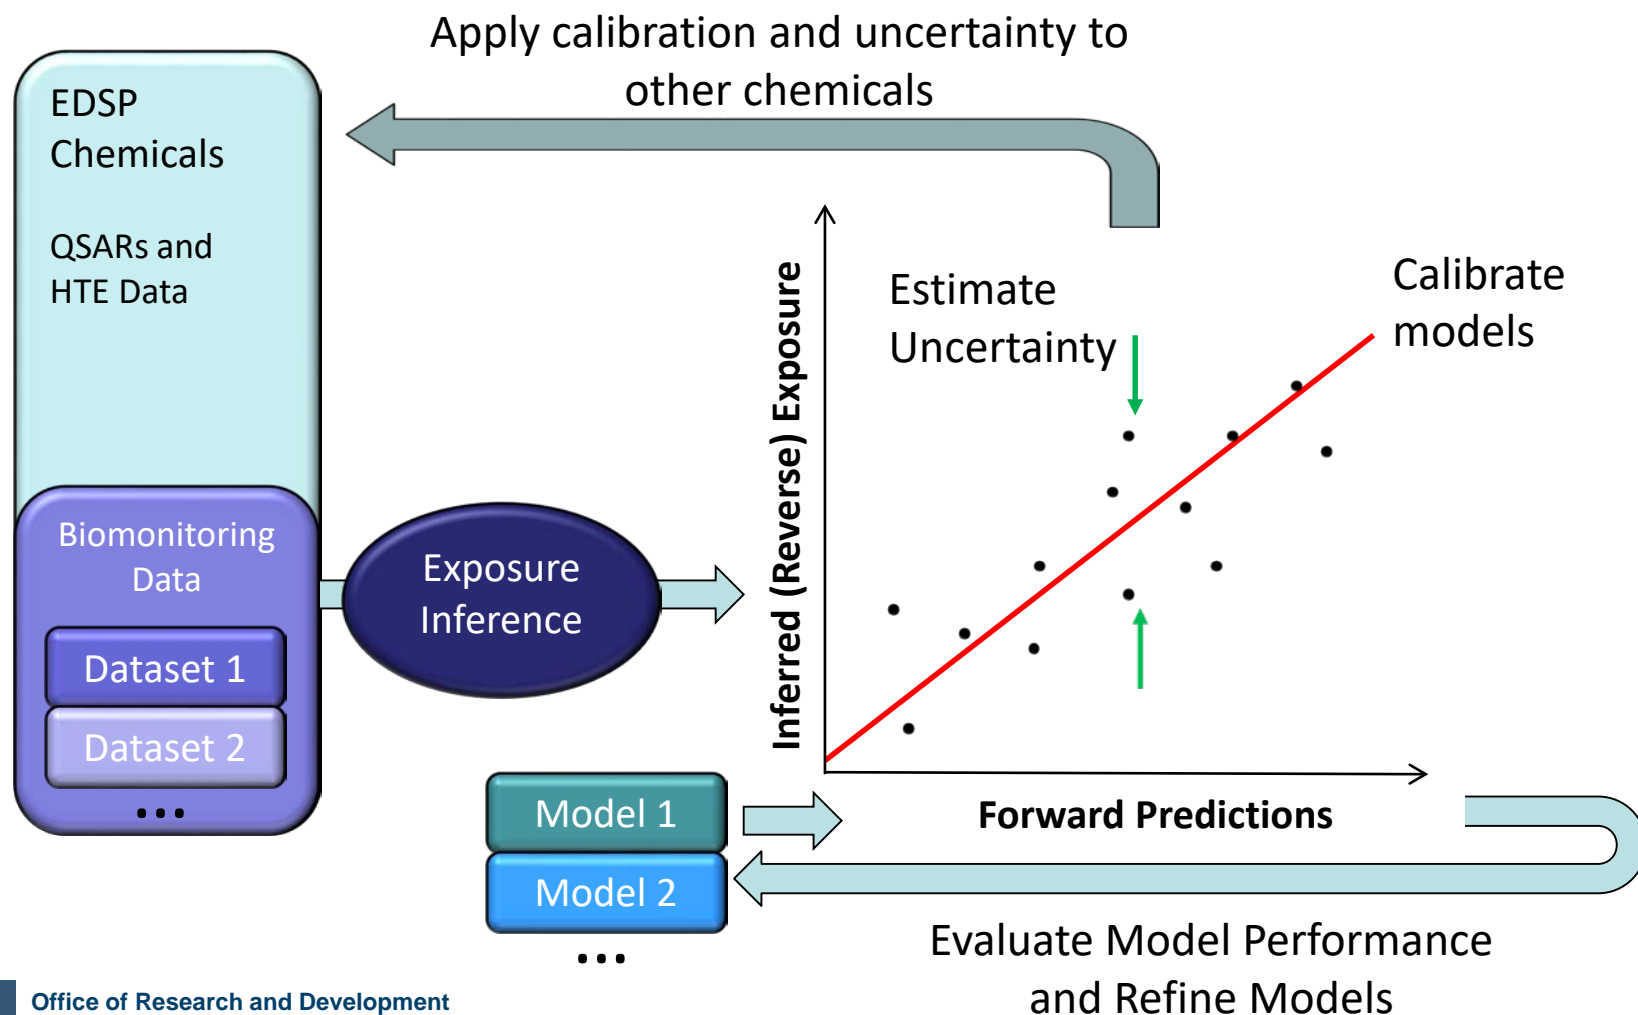 Apply calibration and uncertainty to
other chemicals
EDSP
Chemicals
QSARs and
HTE Data
Biomonitoring
Data
Dataset 1
Dataset 2
...
Exposure
Inference
Inferred (Reverse) Exposure
Estimate
Uncertainty
Calibrate
models
Forward Predictions
Model 1
Model 2
...
Evaluate Model Performance
and Refine Models
Office of Research and Development